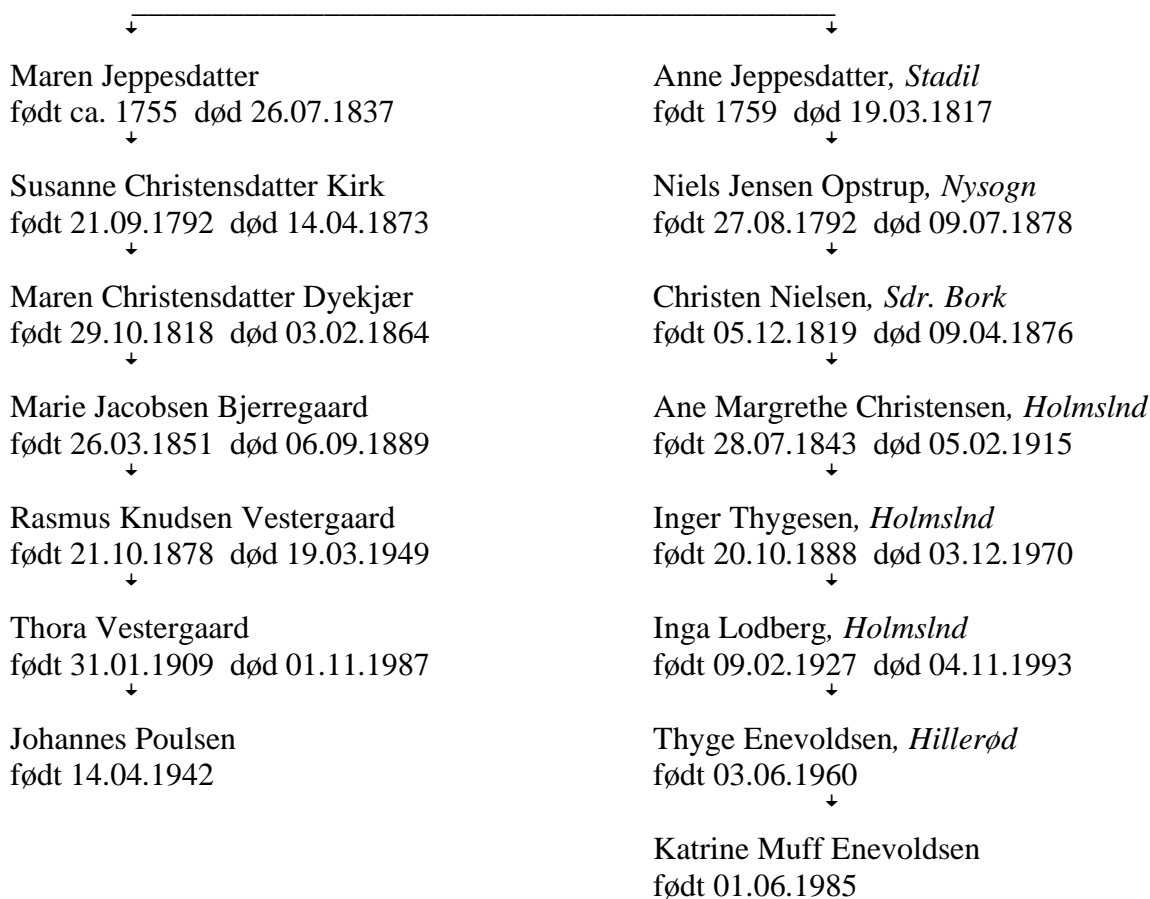 Maren Jeppesdatter
født ca. 1755 død 26.07.1837
Susanne Christensdatter Kirk
født 21.09.1792 død 14.04.1873
Maren Christensdatter Dyekjær
født 29.10.1818 død 03.02.1864
Marie Jacobsen Bjerregaard
født 26.03.1851 død 06.09.1889
Rasmus Knudsen Vestergaard
født 21.10.1878 død 19.03.1949
Thora Vestergaard
født 31.01.1909 død 01.11.1987
Johannes Poulsen
født 14.04.1942
Anne Jeppesdatter, Stadil
født 1759 død 19.03.1817
Niels Jensen Opstrup, Nysogn
født 27.08.1792 død 09.07.1878
Christen Nielsen, Sdr. Bork
født 05.12.1819 død 09.04.1876
Ane Margrethe Christensen, Holmslnd
født 28.07.1843 død 05.02.1915
Inger Thygesen, Holmslnd
født 20.10.1888 død 03.12.1970
Inga Lodberg, Holmslnd
født 09.02.1927 død 04.11.1993
Thyge Enevoldsen, Hillerød
født 03.06.1960
Katrine Muff Enevoldsen
født 01.06.1985